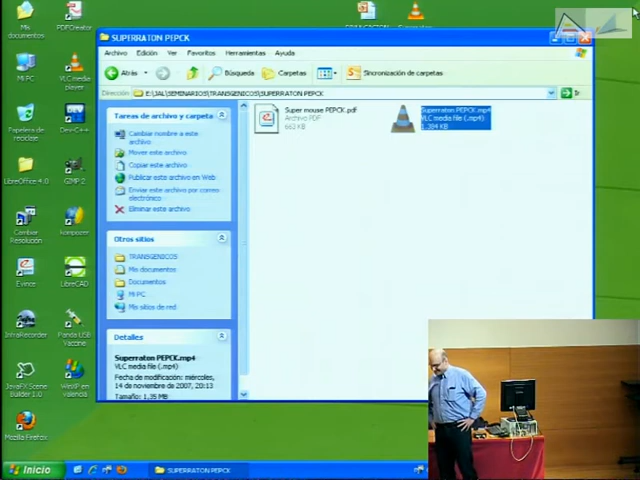 Mis documentos
PDFCreator
Mi PC
VLC media player
Papelera de reciclaje
Dev-C++
LibreOffice 4.0
GIMP 2
Cambiar Resolución
kompozer
Evince
LibreCAD
InfraRecorder
Panda USB Vaccine
JavaFX Scene Builder 1.0
Mozilla Firefox
SUPERRATON PEPCK
Archivo Edición Ver Favoritos Herramientas Ayuda
Atrás Búsqueda Carpetas Sincronización de carpetas
Dirección E:\JAL\SEMINARIOS\TRANSGENICOS\SUPERRATON PEPCK Ir
Tareas de archivo y carpeta
Cambiar nombre a este archivo
Mover este archivo
Copiar este archivo
Publicar este archivo en Web
Enviar este archivo por correo electrónico
Eliminar este archivo
Otros sitios
TRANSGENICOS
Mis documentos
Documentos
Mi PC
Mis sitios de red
Detalles
Superraton PEPCK.mp4
VLC media file (.mp4)
Fecha de modificación: miércoles, 14 de noviembre de 2007, 20:13
Tamaño: 1,35 MB
Super mouse PEPCK.pdf
Archivo PDF
663 KB
Superraton PEPCK.mp4
VLC media file (.mp4)
1.384 KB
Inicio
SUPERRATON PEPCK